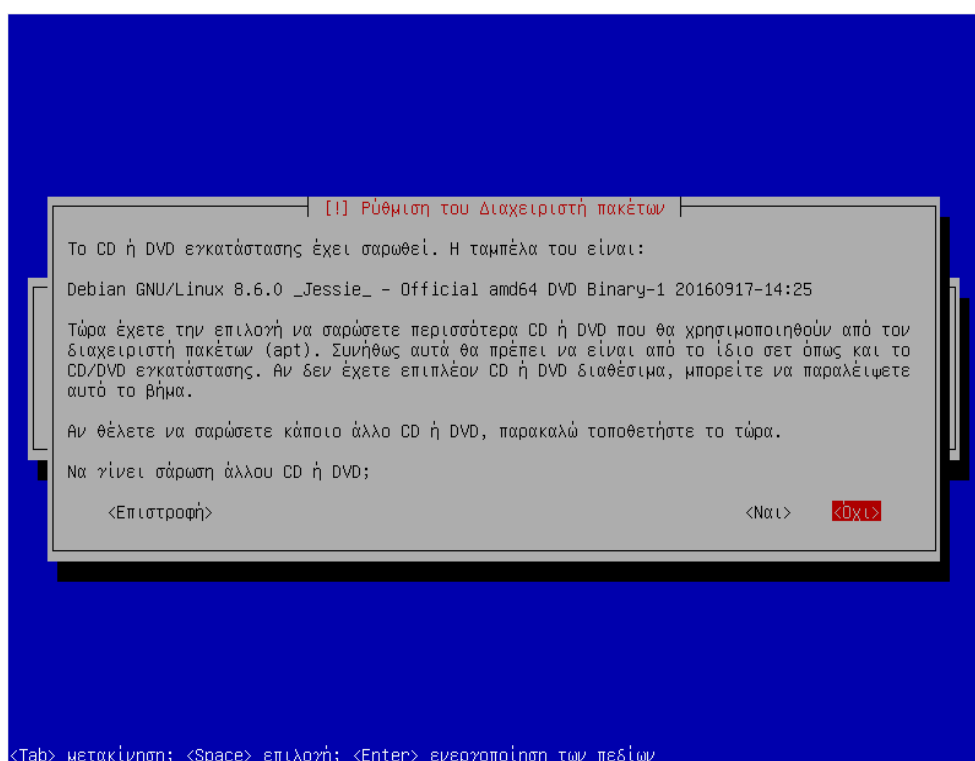 [!] Ρύθμιση του Διαχειριστή πακέτων
Το CD ή DVD εγκατάστασης έχει σαρωθεί. Η ταμπέλα του είναι:
Debian GNU/Linux 8.6.0 _Jessie_ - Official amd64 DVD Binary-1 20160917-14:25
Τώρα έχετε την επιλογή να σαρώσετε περισσότερα CD ή DVD που θα χρησιμοποιηθούν από τον
διαχειριστή πακέτων (apt). Συνήθως αυτά θα πρέπει να είναι από το ίδιο σετ όπως και το
CD/DVD εγκατάστασης. Αν δεν έχετε επιπλέον CD ή DVD διαθέσιμα, μπορείτε να παραλέιψετε
αυτό το βήμα.
Αν θέλετε να σαρώσετε κάποιο άλλο CD ή DVD, παρακαλώ τοποθετήστε το τώρα.
Να γίνει σάρωση άλλου CD ή DVD;
<Επιστροφή> <Ναι> <Όχι>
<Tab> μετακίνηση; <Space> επιλογή; <Enter> ενεργοποίηση των πεδίων